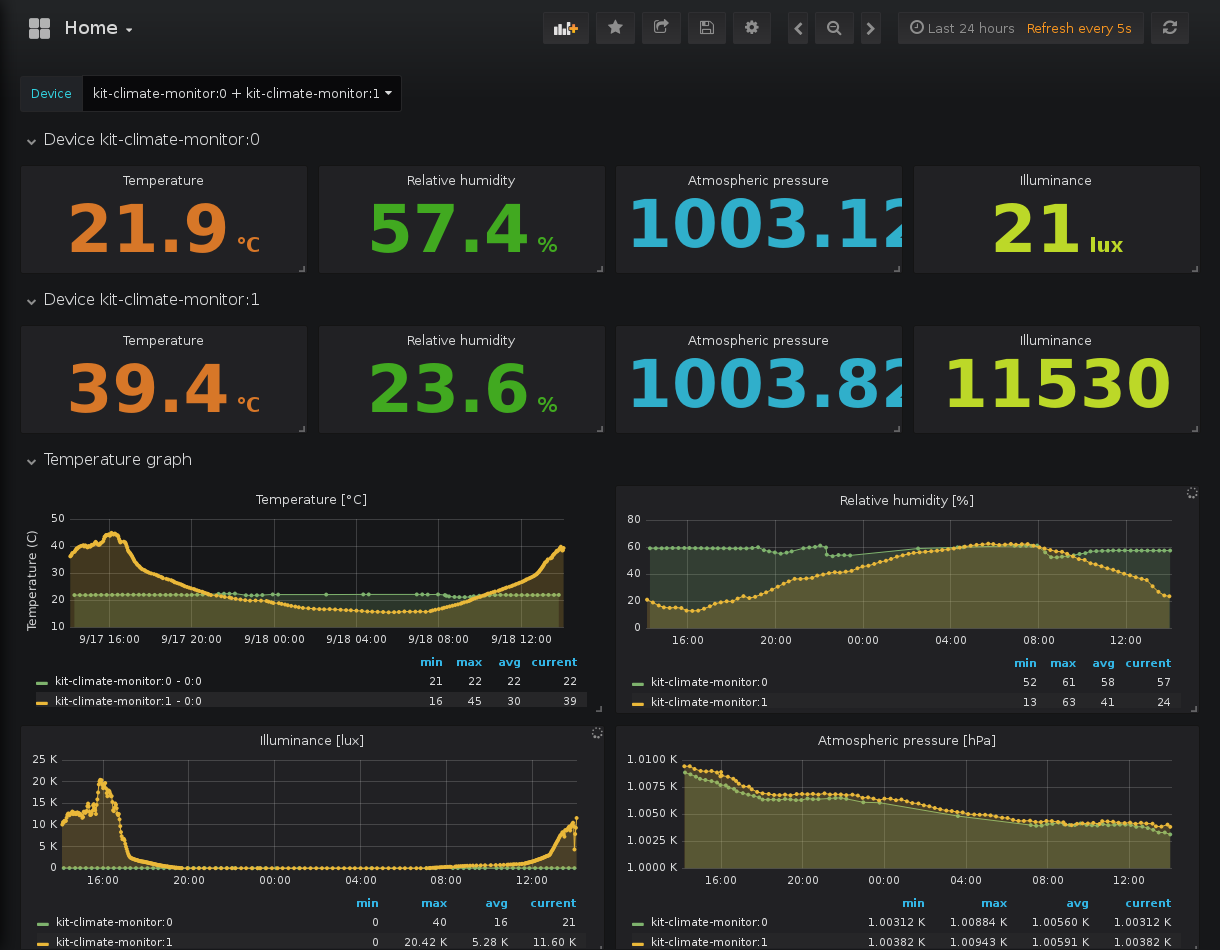 Home
Last 24 hours Refresh every 5s
Device kit-climate-monitor:0 + kit-climate-monitor:1
Device kit-climate-monitor:0
Temperature Relative humidity Atmospheric pressure Illuminance
21.9 °C 57.4 % 1003.12 21 lux
Device kit-climate-monitor:1
Temperature Relative humidity Atmospheric pressure Illuminance
39.4 °C 23.6 % 1003.82 11530
Temperature graph
Temperature [°C]
Temperature (C)
50
40
30
20
10
9/17 16:00 9/17 20:00 9/18 00:00 9/18 04:00 9/18 08:00 9/18 12:00
min max avg current
kit-climate-monitor:0 - 0:0 21 22 22 22
kit-climate-monitor:1 - 0:0 16 45 30 39
Relative humidity [%]
80
60
40
20
0
16:00 20:00 00:00 04:00 08:00 12:00
min max avg current
kit-climate-monitor:0 52 61 58 57
kit-climate-monitor:1 13 63 41 24
Illuminance [lux]
25 K
20 K
15 K
10 K
5 K
0
16:00 20:00 00:00 04:00 08:00 12:00
min max avg current
kit-climate-monitor:0 0 40 16 21
kit-climate-monitor:1 0 20.42 K 5.28 K 11.60 K
Atmospheric pressure [hPa]
1.0100 K
1.0075 K
1.0050 K
1.0025 K
1.0000 K
16:00 20:00 00:00 04:00 08:00 12:00
min max avg current
kit-climate-monitor:0 1.00312 K 1.00884 K 1.00560 K 1.00312 K
kit-climate-monitor:1 1.00382 K 1.00943 K 1.00591 K 1.00382 K